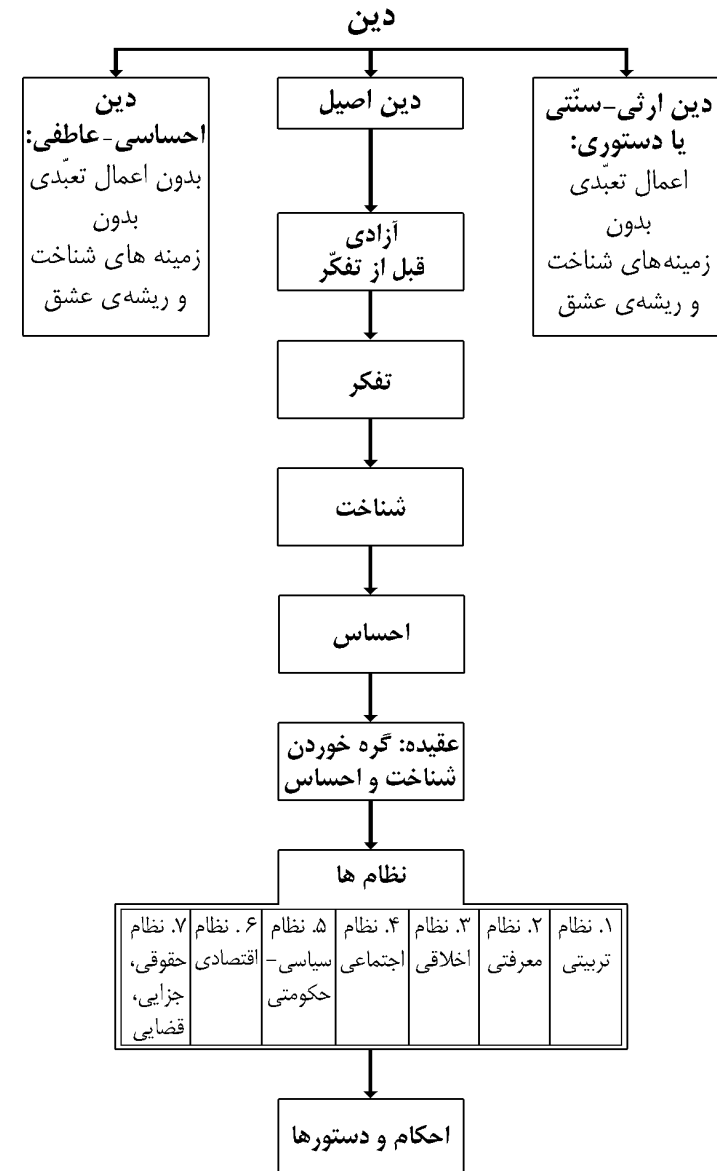 دین
دین ارثی-سنّتی
یا دستوری:
اعمال تعبّدی
بدون
زمینه‌های شناخت
و ریشه‌ی عشق
دین اصیل
دین
احساسی-عاطفی:
بدون اعمال تعبّدی
بدون
زمینه های شناخت
و ریشه‌ی عشق
آزادی
قبل از تفکّر
تفکر
شناخت
احساس
عقیده: گره خوردن
شناخت و احساس
نظام ها
۱. نظام
تربیتی
۲. نظام
معرفتی
۳. نظام
اخلاقی
۴. نظام
اجتماعی
۵. نظام
سیاسی-
حکومتی
۶. نظام
اقتصادی
۷. نظام
حقوقی،
جزایی،
قضایی
احکام و دستورها